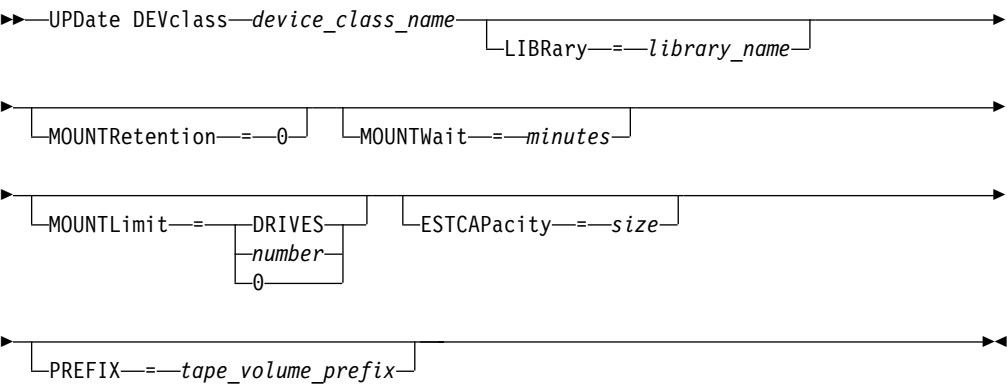 UPDate DEVclass device_class_name
LIBRary = library_name
MOUNTRetention = 0 MOUNTWait = minutes
MOUNTLimit = DRIVES ESTCAPacity = size
number
0
PREFIX = tape_volume_prefix